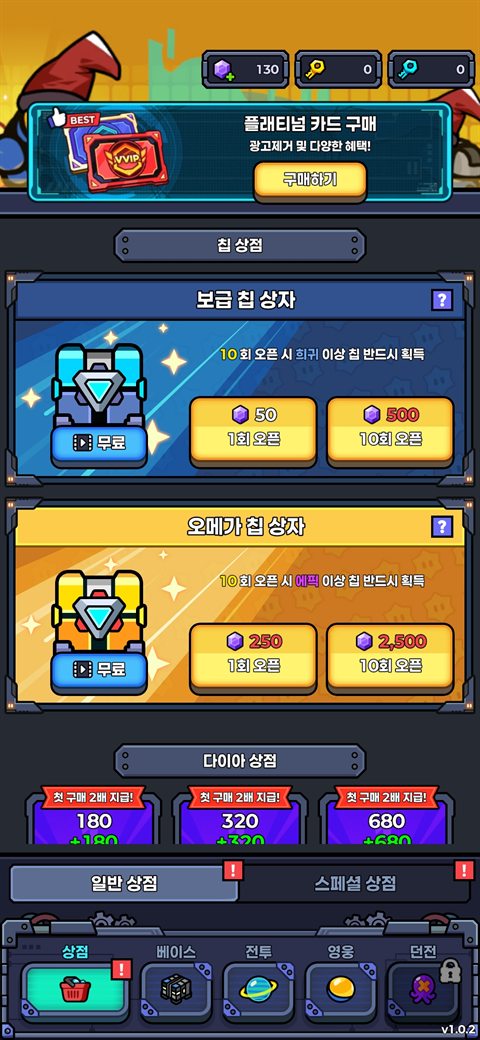 130
0
0
BEST
VVIP
플래티넘 카드 구매
광고제거 및 다양한 혜택!
구매하기
칩 상점
보급 칩 상자
?
10회 오픈 시 희귀 이상 칩 반드시 획득
무료
50
1회 오픈
500
10회 오픈
오메가 칩 상자
?
10회 오픈 시 에픽 이상 칩 반드시 획득
무료
250
1회 오픈
2,500
10회 오픈
다이아 상점
첫 구매 2배 지급!
180
+180
첫 구매 2배 지급!
320
+320
첫 구매 2배 지급!
680
+680
일반 상점
!
스페셜 상점
!
상점
!
베이스
전투
영웅
던전
v1.0.2